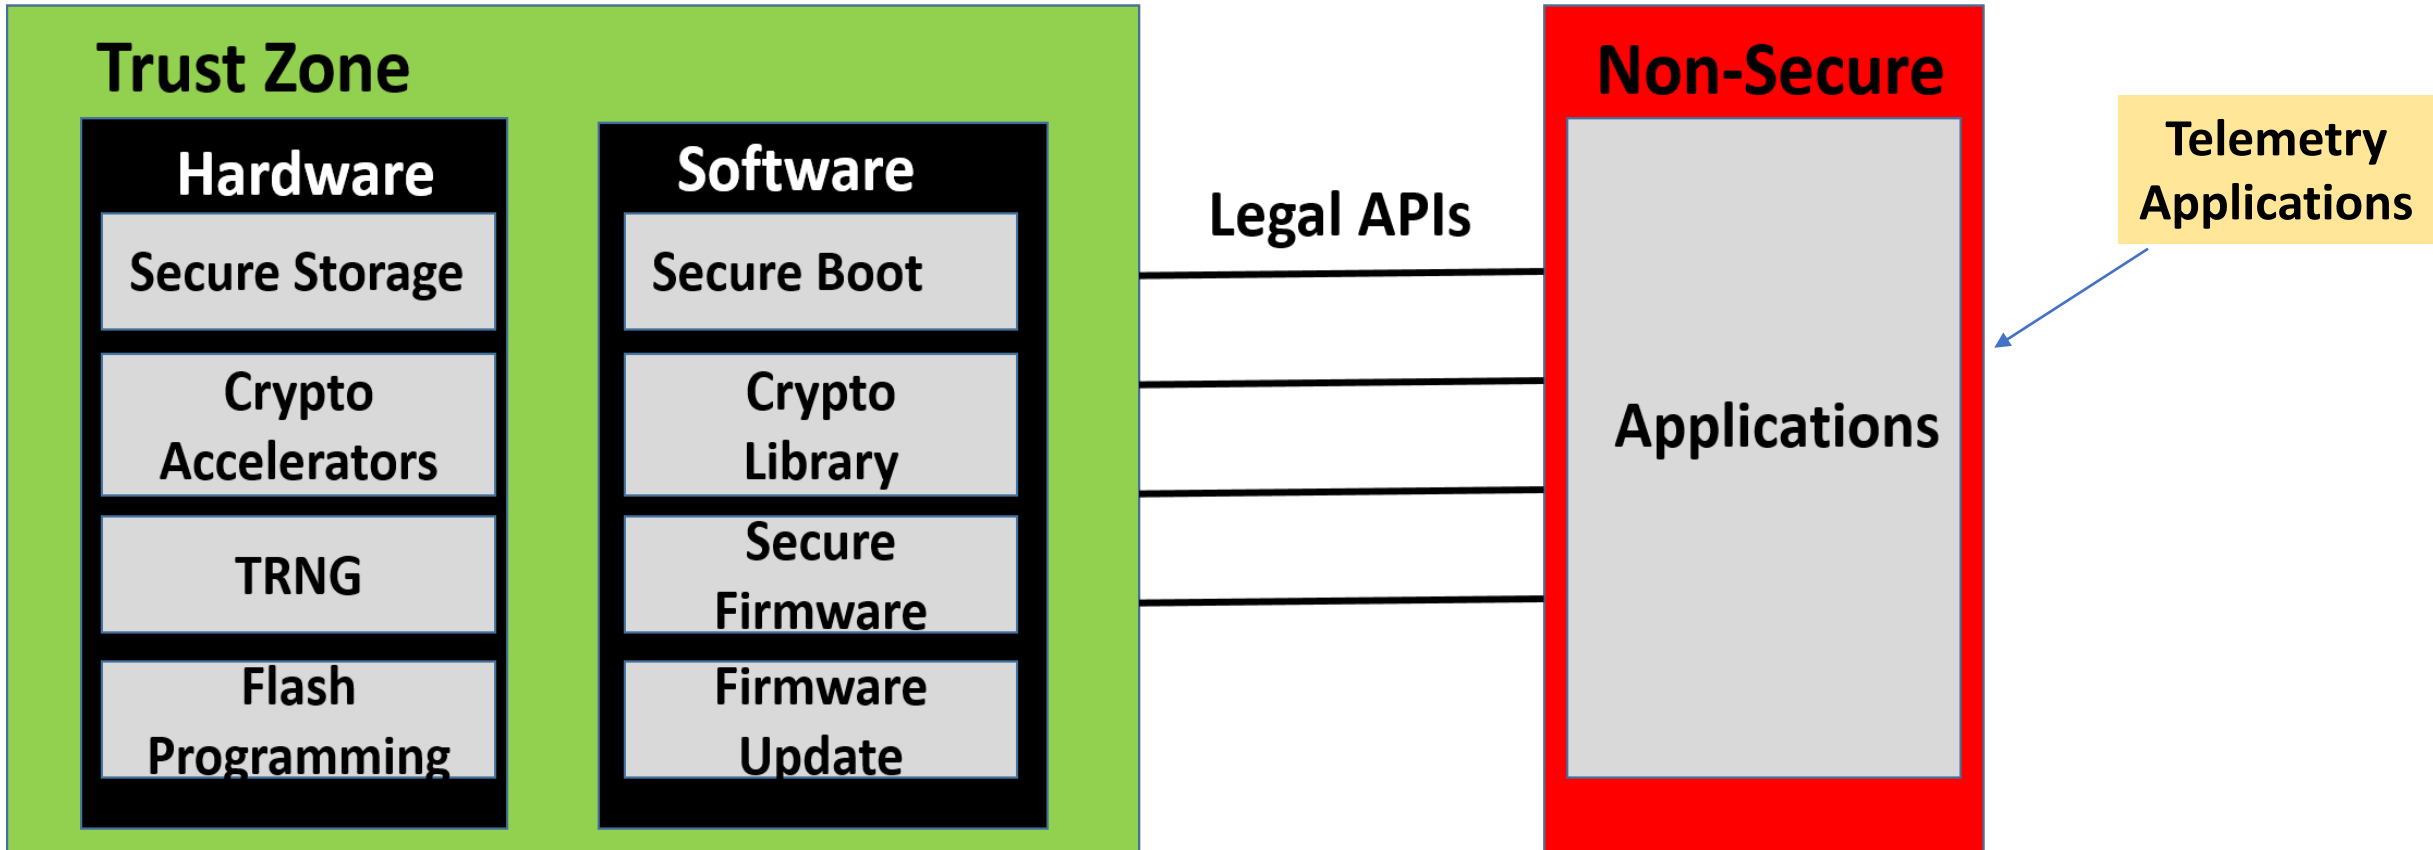 Trust Zone
Hardware
Secure Storage
Crypto
Accelerators
TRNG
Flash
Programming
Software
Secure Boot
Crypto
Library
Secure
Firmware
Firmware
Update
Legal APIs
Non-Secure
Applications
Telemetry
Applications